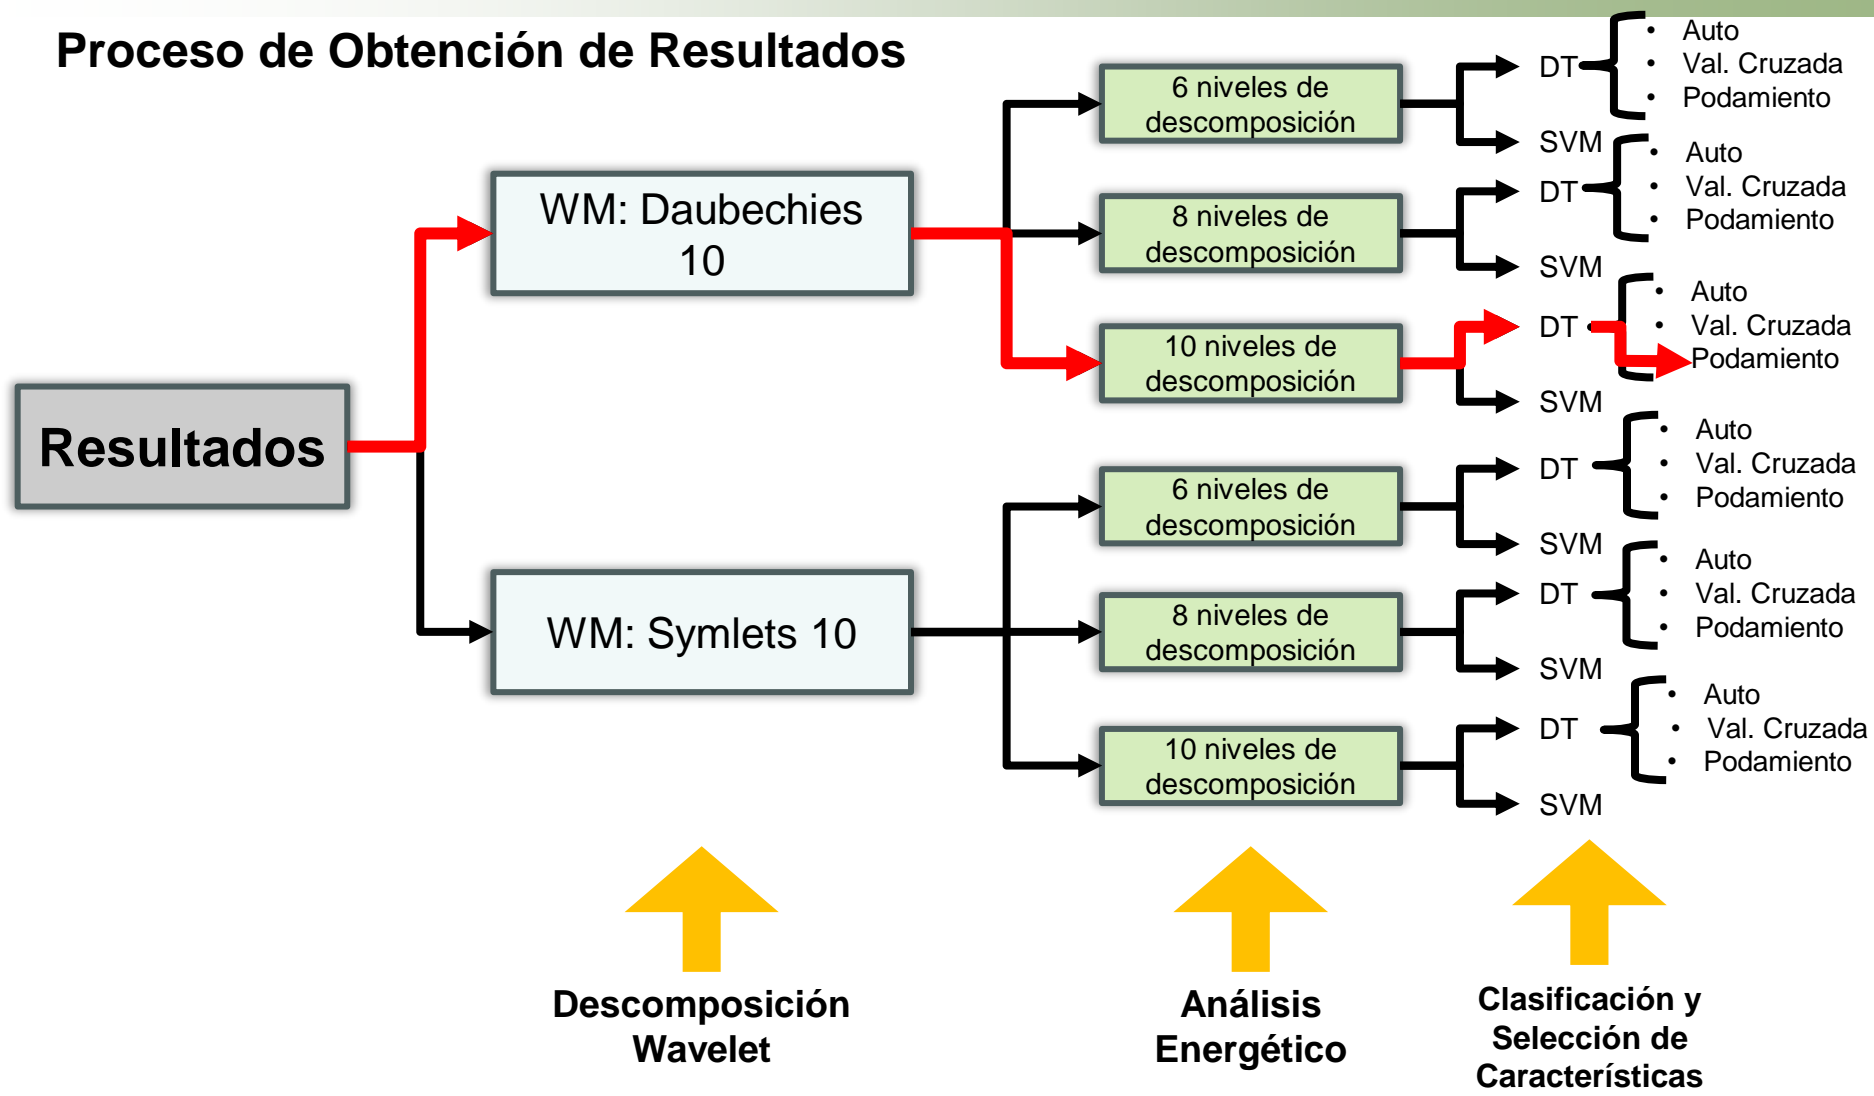 Proceso de Obtención de Resultados
Resultados
WM: Daubechies
10
WM: Symlets 10
6 niveles de
descomposición
8 niveles de
descomposición
10 niveles de
descomposición
6 niveles de
descomposición
8 niveles de
descomposición
10 niveles de
descomposición
DT
• Auto
• Val. Cruzada
• Podamiento
SVM
DT
• Auto
• Val. Cruzada
• Podamiento
SVM
DT
• Auto
• Val. Cruzada
Podamiento
SVM
DT
• Auto
• Val. Cruzada
• Podamiento
SVM
DT
• Auto
• Val. Cruzada
• Podamiento
SVM
DT
• Auto
• Val. Cruzada
• Podamiento
SVM
Descomposición
Wavelet
Análisis
Energético
Clasificación y
Selección de
Características